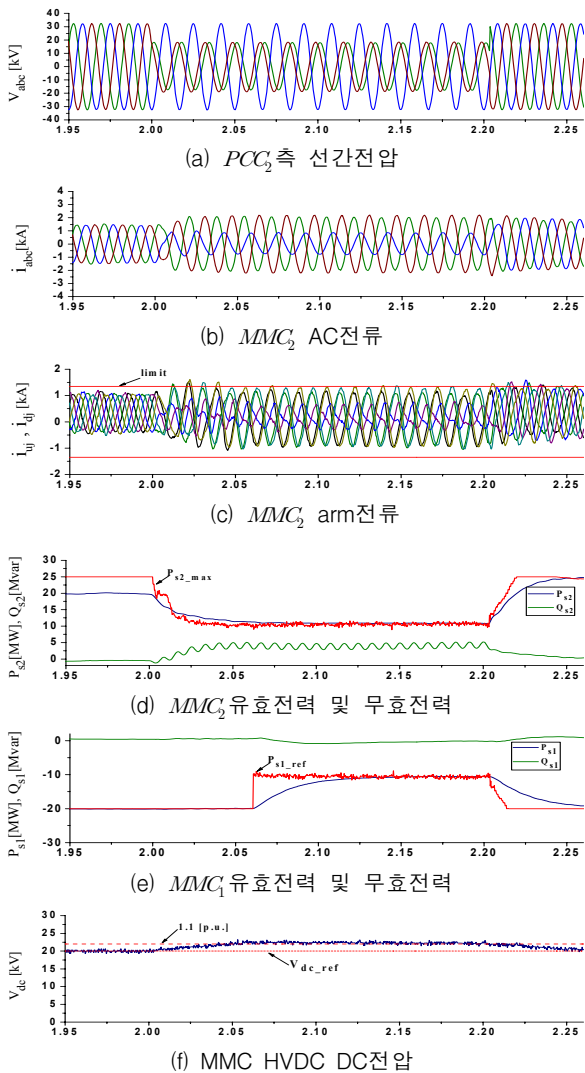 V_abc [kV]
40
30
20
10
0
-10
-20
-30
-40
1.95 2.00 2.05 2.10 2.15 2.20 2.25
(a) PCC₂측 선간전압
i_abc[kA]
4
3
2
1
0
-1
-2
-3
-4
1.95 2.00 2.05 2.10 2.15 2.20 2.25
(b) MMC₂ AC전류
i_uj , i_dj [kA]
2
1
0
-1
-2
limit
1.95 2.00 2.05 2.10 2.15 2.20 2.25
(c) MMC₂ arm전류
P_s2[MW], Q_s2[Mvar]
30
25
20
15
10
5
0
P_s2_max
P_s2
Q_s2
1.95 2.00 2.05 2.10 2.15 2.20 2.25
(d) MMC₂유효전력 및 무효전력
P_s1[MW], Q_s1[Mvar]
0
-10
-20
-30
P_s1_ref
P_s1
Q_s1
1.95 2.00 2.05 2.10 2.15 2.20 2.25
(e) MMC₁유효전력 및 무효전력
V_dc [kV]
30
25
20
15
10
5
0
1.1 [p.u.]
V_dc_ref
1.95 2.00 2.05 2.10 2.15 2.20 2.25
(f) MMC HVDC DC전압